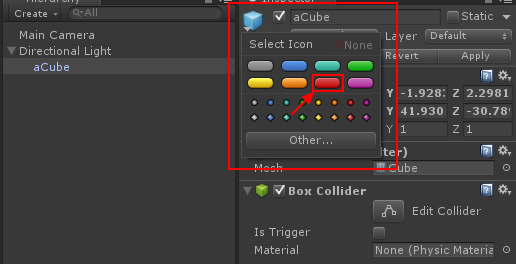 Hierarchy
Inspector
Create
All
aCube
Static
Main Camera
Directional Light
aCube
Select Icon
None
Layer
Default
Revert
Apply
Y -1.928 Z 2.2981
Y 41.930 Z -30.78
Y 1 Z 1
Other...
Mesh
Cube
Box Collider
Edit Collider
Is Trigger
Material
None (Physic Materia